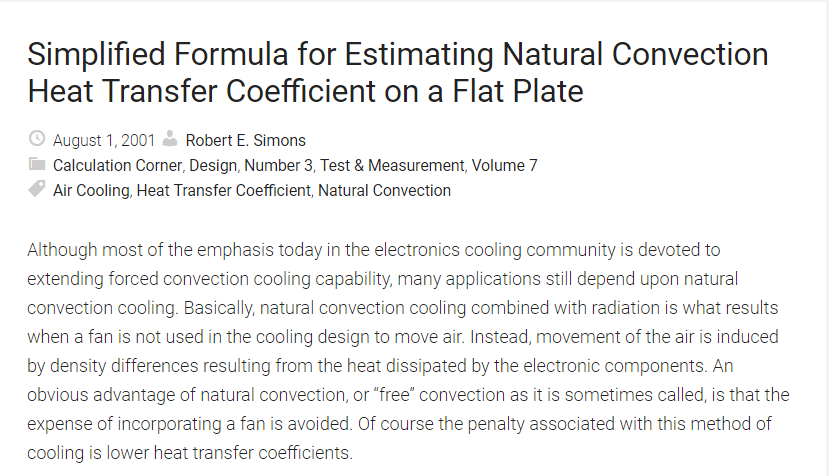 Simplified Formula for Estimating Natural Convection
Heat Transfer Coefficient on a Flat Plate
August 1, 2001 Robert E. Simons
Calculation Corner, Design, Number 3, Test & Measurement, Volume 7
Air Cooling, Heat Transfer Coefficient, Natural Convection
Although most of the emphasis today in the electronics cooling community is devoted to
extending forced convection cooling capability, many applications still depend upon natural
convection cooling. Basically, natural convection cooling combined with radiation is what results
when a fan is not used in the cooling design to move air. Instead, movement of the air is induced
by density differences resulting from the heat dissipated by the electronic components. An
obvious advantage of natural convection, or “free” convection as it is sometimes called, is that the
expense of incorporating a fan is avoided. Of course the penalty associated with this method of
cooling is lower heat transfer coefficients.